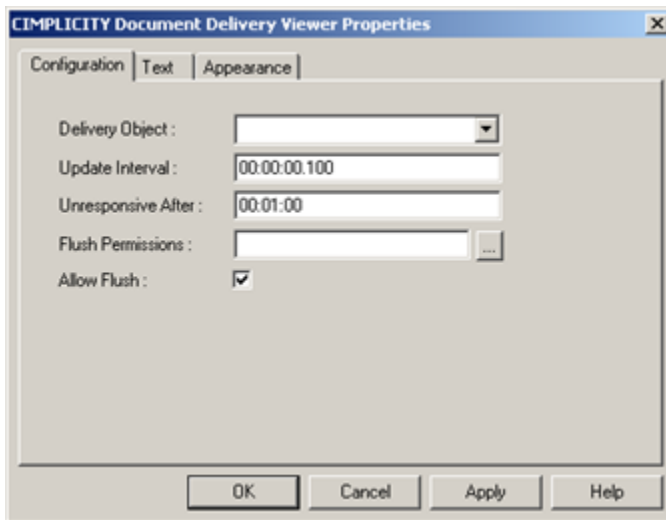 CIMPLICITY Document Delivery Viewer Properties
Configuration Text Appearance
Delivery Object :
Update Interval : 00:00:00.100
Unresponsive After : 00:01:00
Flush Permissions : ...
Allow Flush :
OK Cancel Apply Help